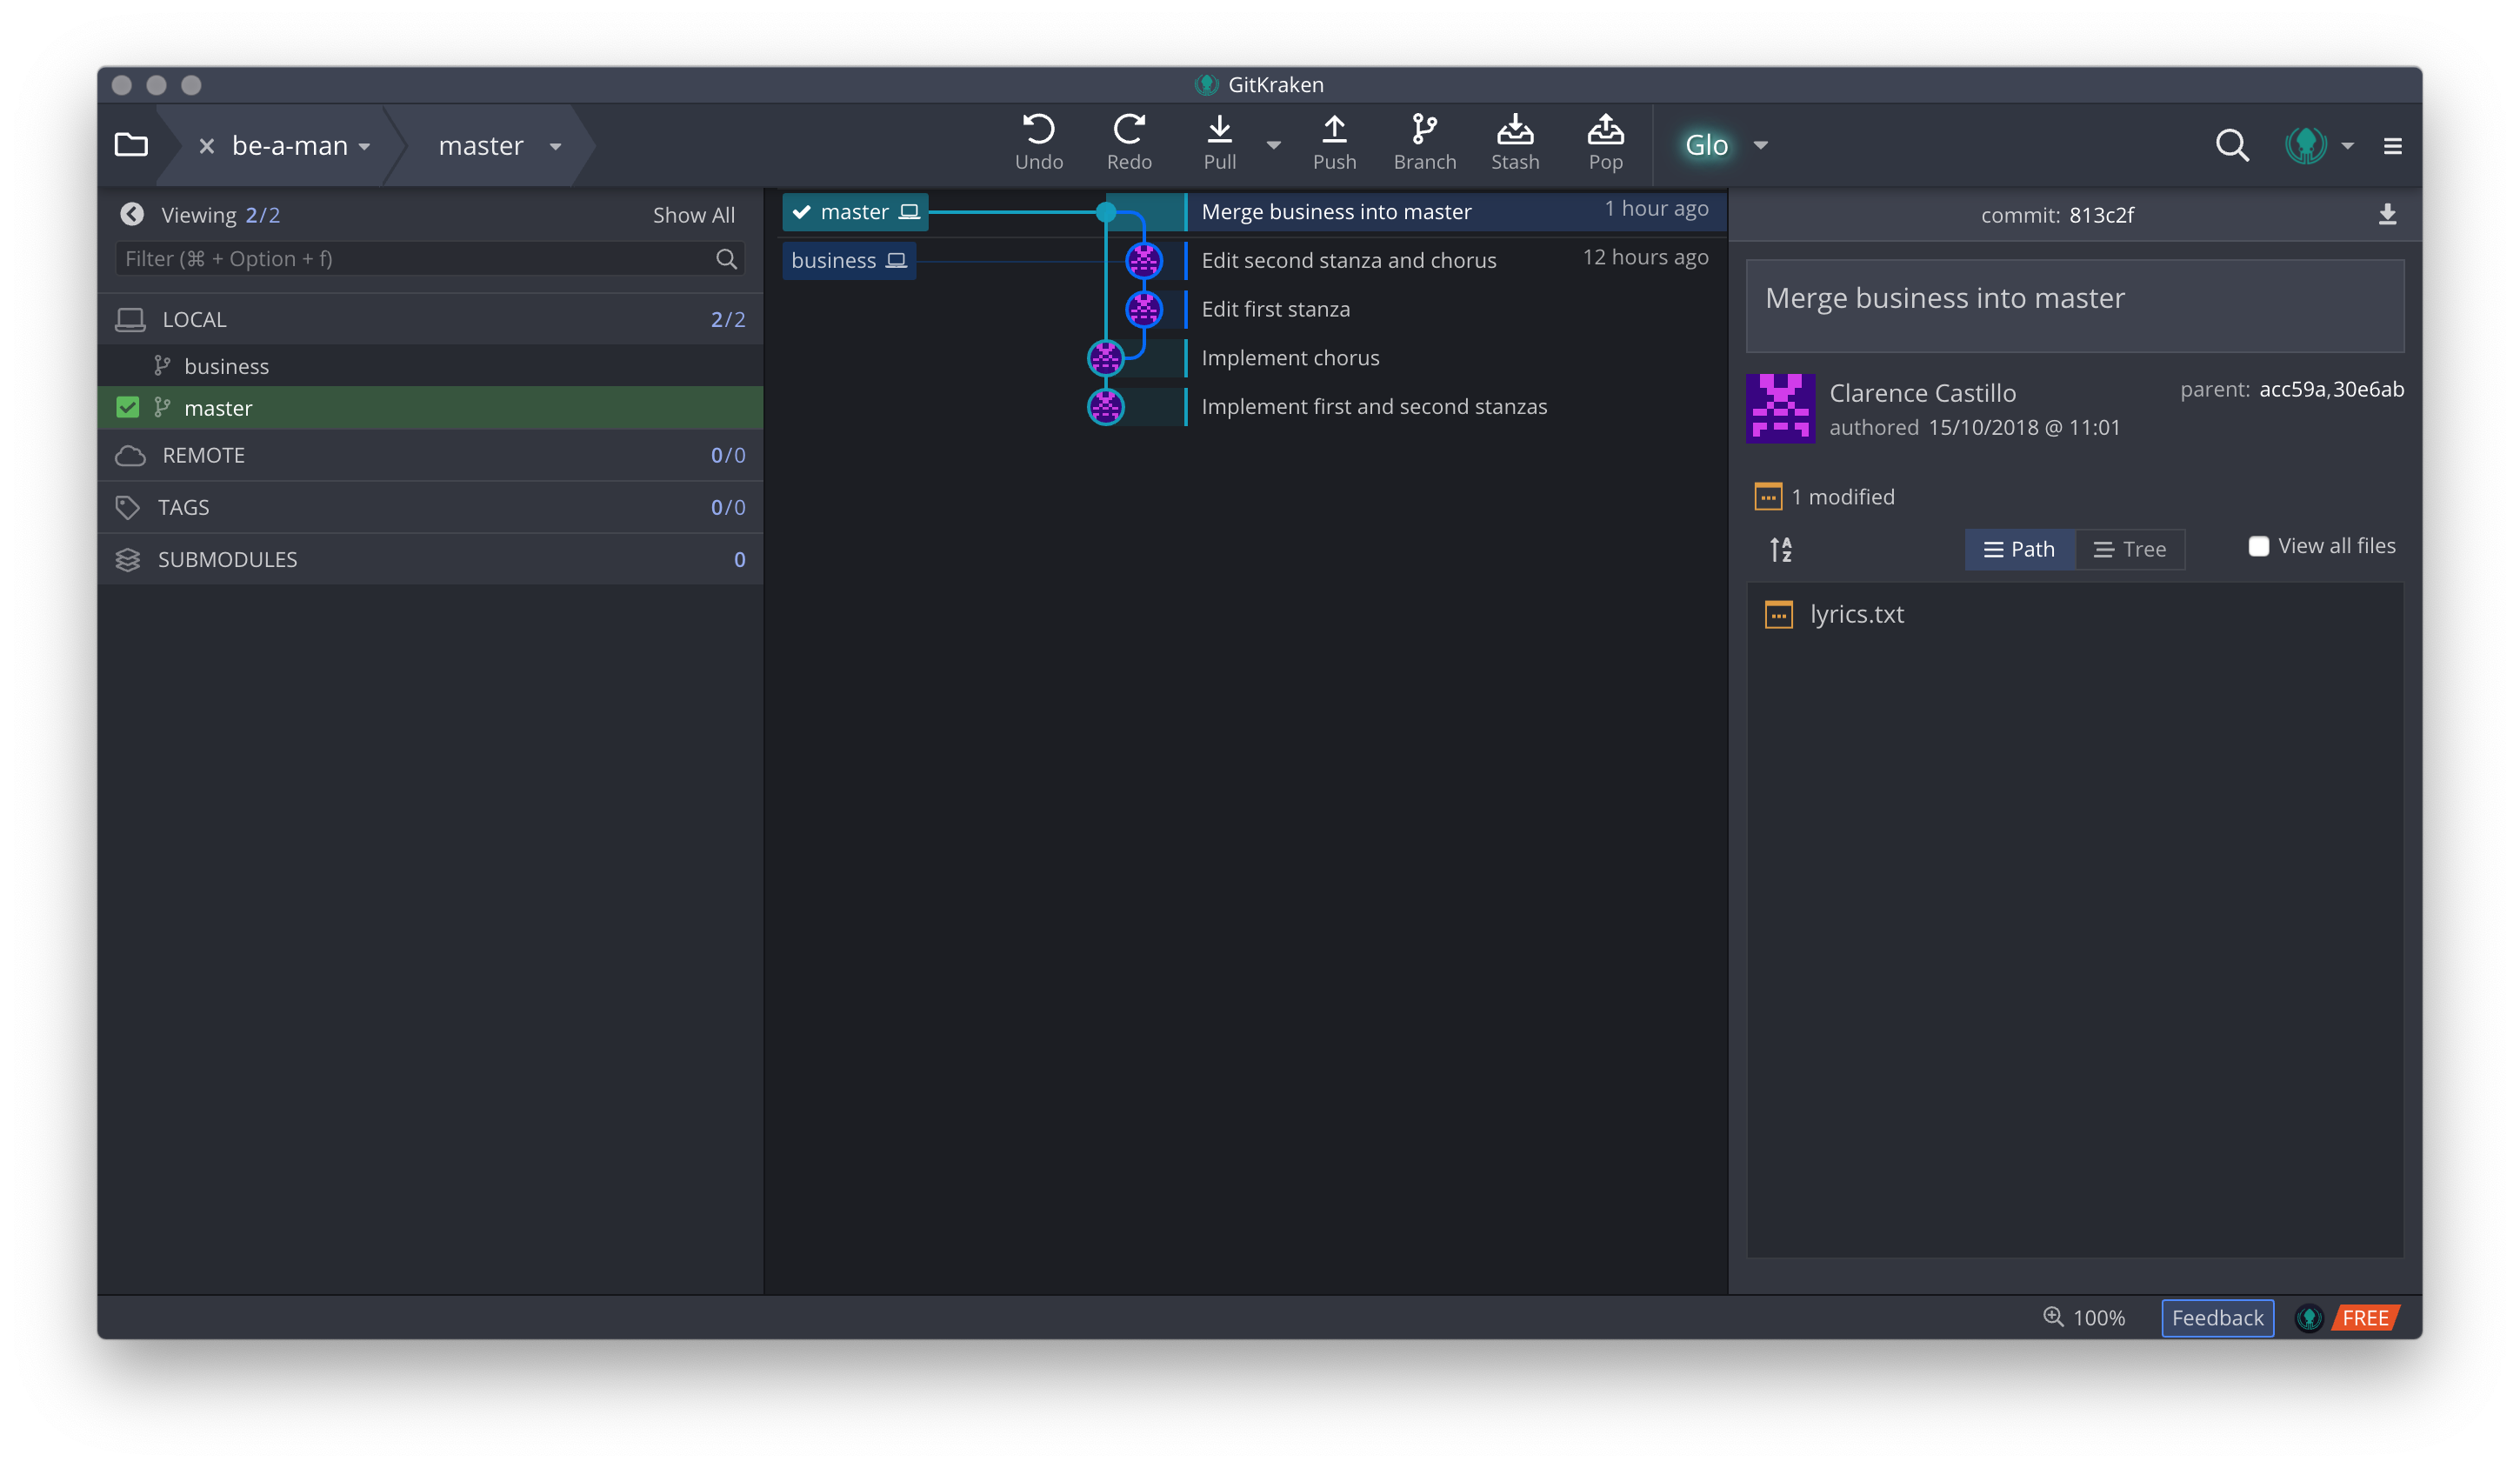 GitKraken
be-a-man
master
Undo
Redo
Pull
Push
Branch
Stash
Pop
Glo
Viewing 2/2
Show All
Filter (⌘ + Option + f)
LOCAL 2/2
business
master
REMOTE 0/0
TAGS 0/0
SUBMODULES 0
master Merge business into master 1 hour ago
business Edit second stanza and chorus 12 hours ago
Edit first stanza
Implement chorus
Implement first and second stanzas
commit: 813c2f
Merge business into master
Clarence Castillo
parent: acc59a,30e6ab
authored 15/10/2018 @ 11:01
1 modified
A
Z
Path
Tree
View all files
lyrics.txt
100%
Feedback
FREE